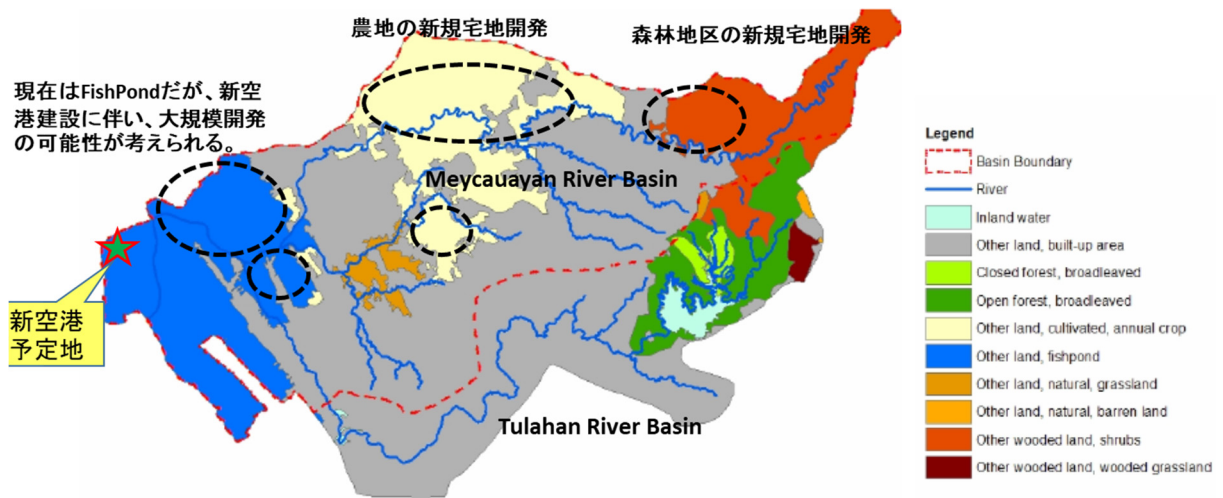 農地の新規宅地開発
森林地区の新規宅地開発
現在はFishPondだが、新空
港建設に伴い、大規模開発
の可能性が考えられる。
Meycauayan River Basin
新空港
予定地
Tulahan River Basin
Legend
Basin Boundary
River
Inland water
Other land, built-up area
Closed forest, broadleaved
Open forest, broadleaved
Other land, cultivated, annual crop
Other land, fishpond
Other land, natural, grassland
Other land, natural, barren land
Other wooded land, shrubs
Other wooded land, wooded grassland